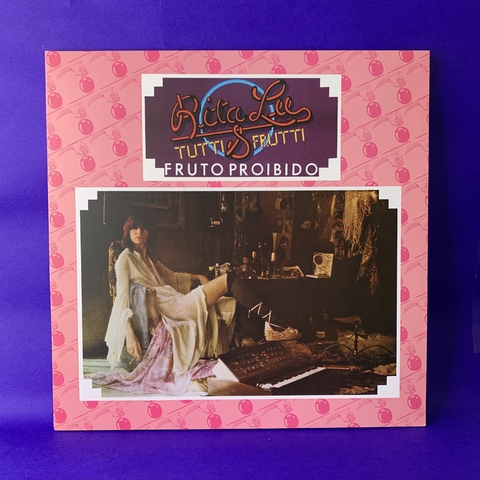 Rita Lee
& TUTTI FRUTTI
FRUTO PROIBIDO